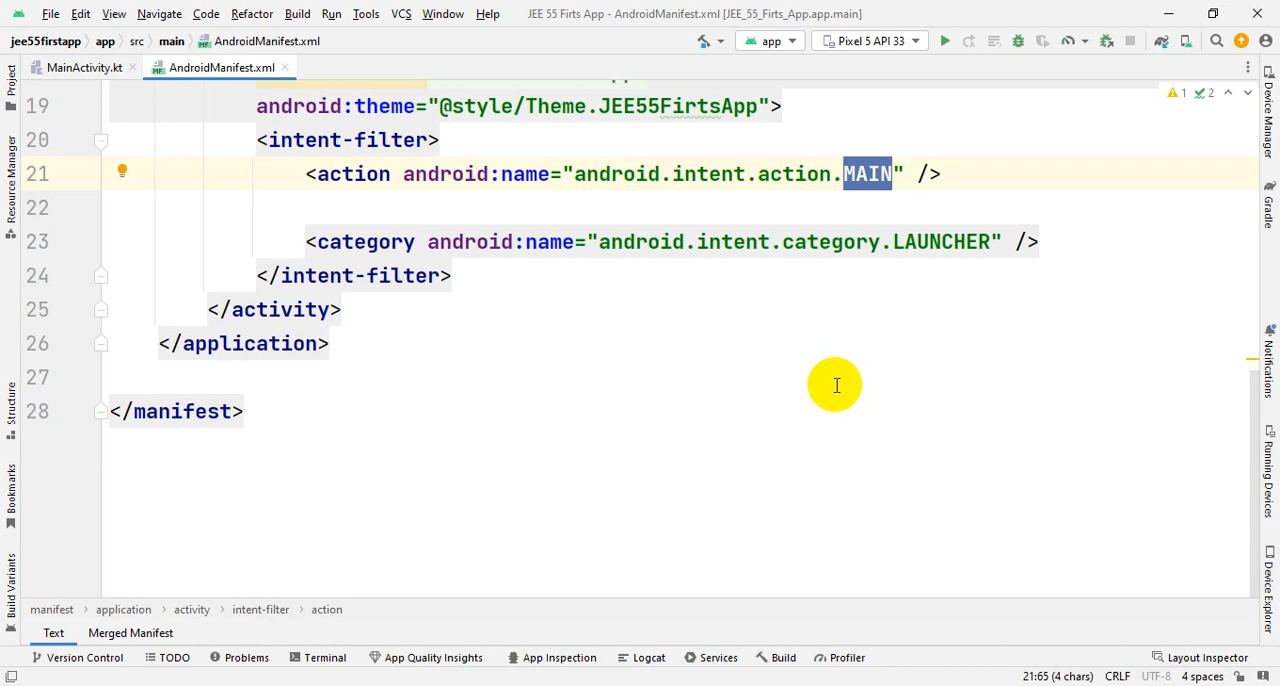 File Edit View Navigate Code Refactor Build Run Tools VCS Window Help JEE 55 Firts App - AndroidManifest.xml [JEE_55_Firts_App.app.main]
jee55firstapp app src main AndroidManifest.xml app Pixel 5 API 33
MainActivity.kt AndroidManifest.xml
1 2
19 android:theme="@style/Theme.JEE55FirtsApp">
20 <intent-filter>
21 <action android:name="android.intent.action.MAIN" />
22
23 <category android:name="android.intent.category.LAUNCHER" />
24 </intent-filter>
25 </activity>
26 </application>
27
28 </manifest>
Project
Resource Manager
Structure
Bookmarks
Build Variants
Device Manager
Gradle
Notifications
Running Devices
Device Explorer
manifest application activity intent-filter action
Text Merged Manifest
Version Control TODO Problems Terminal App Quality Insights App Inspection Logcat Services Build Profiler Layout Inspector
21:65 (4 chars) CRLF UTF-8 4 spaces